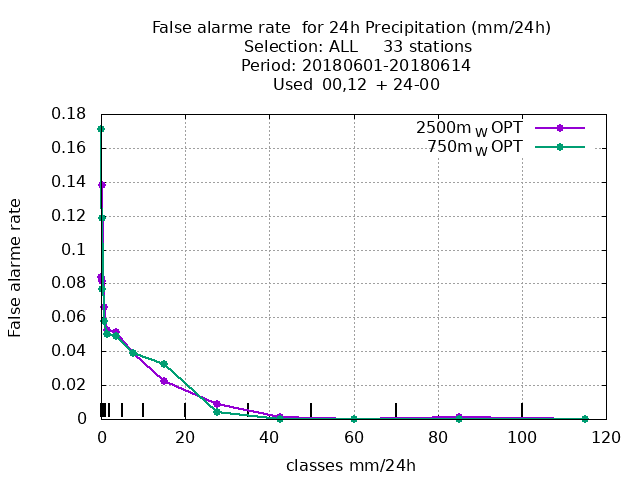 False alarme rate  for 24h Precipitation (mm/24h)
Selection: ALL     33 stations
Period: 20180601-20180614
Used  00,12  + 24-00
2500m W OPT
750m W OPT
0.18
0.16
0.14
0.12
0.1
0.08
0.06
0.04
0.02
0
False alarme rate
0 20 40 60 80 100 120
classes mm/24h